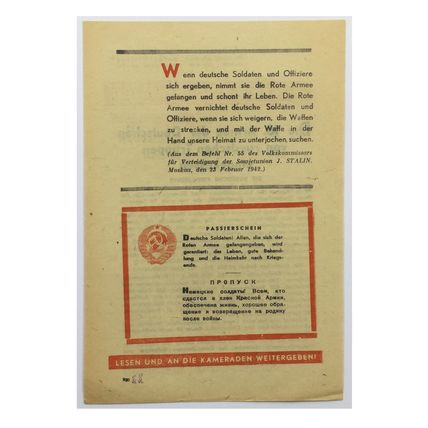 Wenn deutsche Soldaten und Offiziere
sich ergeben, nimmt sie die Rote Armee
gefangen und schont ihr Leben. Die Rote
Armee vernichtet deutsche Soldaten und
Offiziere, wenn sie sich weigern, die Waffen
zu strecken, und mit der Waffe in der
Hand unsere Heimat zu unterjochen, suchen.
(Aus dem Befehl Nr. 55 des Volkskommissars
für Verteidigung der Sowjetunion J. STALIN.
Moskau, den 23 Februar 1942.)
PASSIERSCHEIN
Deutsche Soldaten! Allen, die sich der
Roten Armee gefangengeben, wird
garantiert: das Leben, gute Behand-
lung und die Heimkehr nach Kriegs-
ende.
ПРОПУСК
Немецкие солдаты! Всем, кто
сдастся в плен Красной Армии,
обеспечена жизнь, хорошее обра-
щение и возвращение на родину
после войны.
LESEN UND AN DIE KAMERADEN WEITERGEBEN!